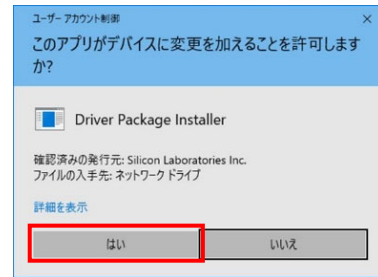 ユーザー アカウント制御
このアプリがデバイスに変更を加えることを許可します
か?
Driver Package Installer
確認済みの発行元: Silicon Laboratories Inc.
ファイルの入手先: ネットワーク ドライブ
詳細を表示
はい
いいえ